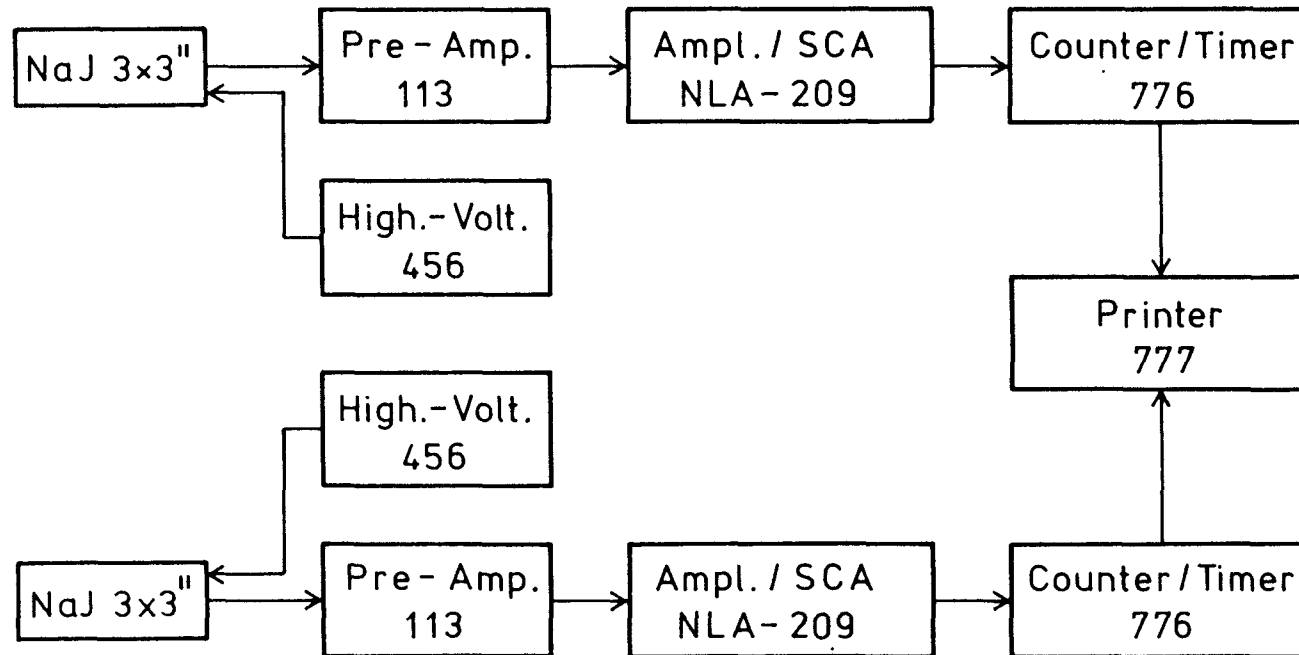 NaJ 3x3"
Pre-Amp.
113
Ampl./SCA
NLA-209
Counter/Timer
776
High.-Volt.
456
Printer
777
High.-Volt.
456
NaJ 3x3"
Pre-Amp.
113
Ampl./SCA
NLA-209
Counter/Timer
776